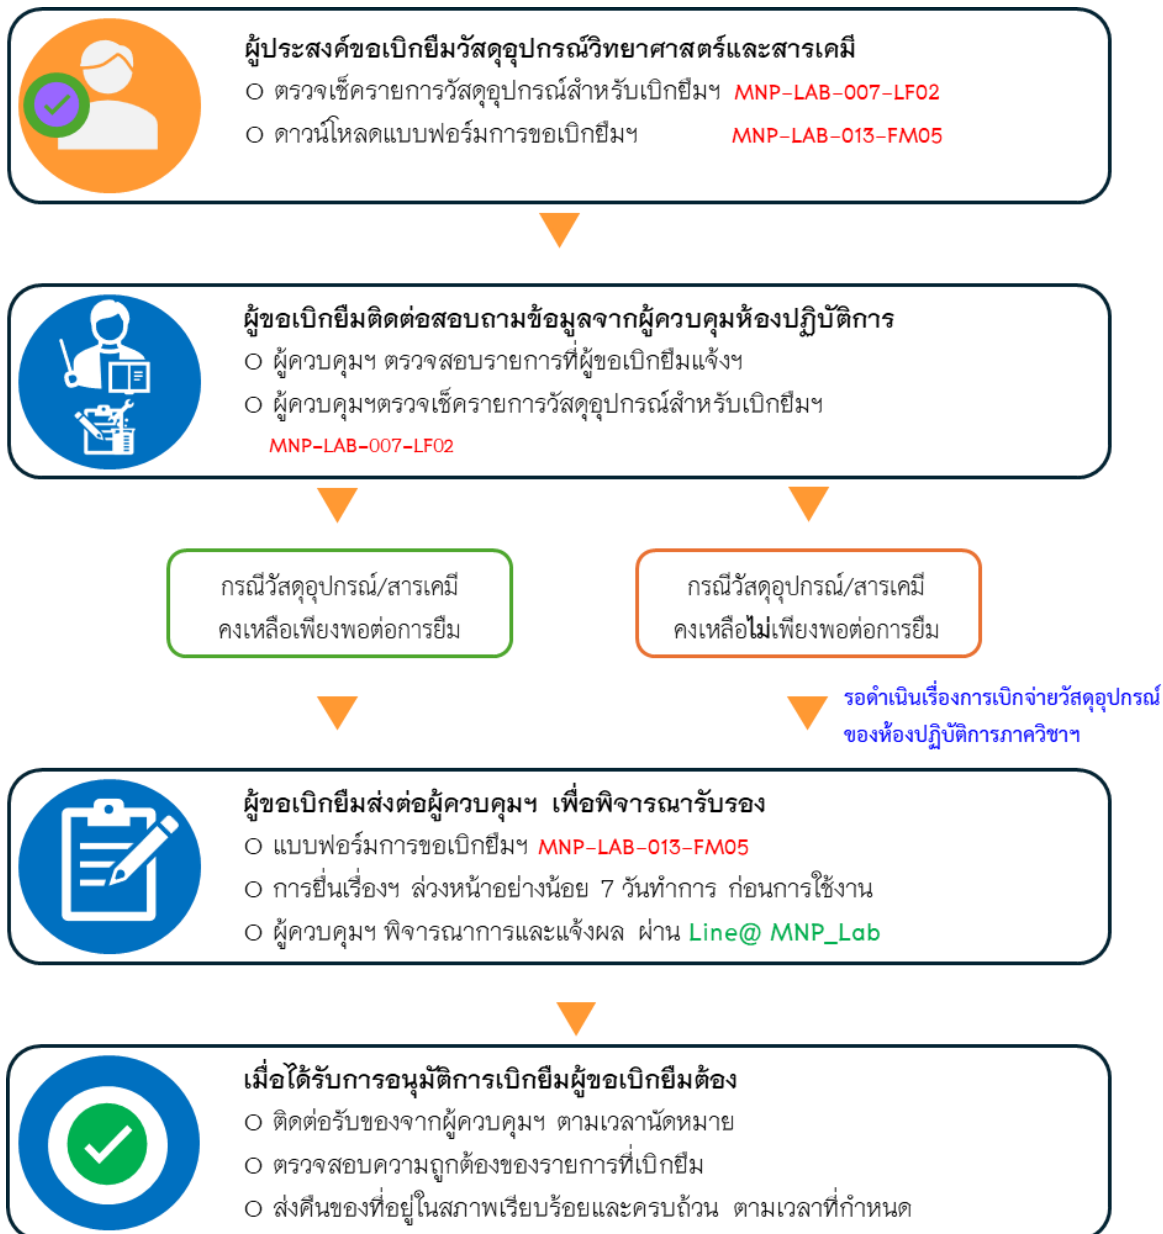 ผู้ประสงค์ขอเบิกยืมวัสดุอุปกรณ์วิทยาศาสตร์และสารเคมี
O ตรวจเช็ครายการวัสดุอุปกรณ์สำหรับเบิกยืมฯ MNP-LAB-007-LF02
O ดาวน์โหลดแบบฟอร์มการขอเบิกยืมฯ MNP-LAB-013-FM05
ผู้ขอเบิกยืมติดต่อสอบถามข้อมูลจากผู้ควบคุมห้องปฏิบัติการ
O ผู้ควบคุมฯ ตรวจสอบรายการที่ผู้ขอเบิกยืมแจ้งฯ
O ผู้ควบคุมฯตรวจเช็ครายการวัสดุอุปกรณ์สำหรับเบิกยืมฯ
MNP-LAB-007-LF02
กรณีวัสดุอุปกรณ์/สารเคมี
คงเหลือเพียงพอต่อการยืม
กรณีวัสดุอุปกรณ์/สารเคมี
คงเหลือไม่เพียงพอต่อการยืม
รอดำเนินเรื่องการเบิกจ่ายวัสดุอุปกรณ์
ของห้องปฏิบัติการภาควิชาฯ
ผู้ขอเบิกยืมส่งต่อผู้ควบคุมฯ เพื่อพิจารณารับรอง
O แบบฟอร์มการขอเบิกยืมฯ MNP-LAB-013-FM05
O การยื่นเรื่องฯ ล่วงหน้าอย่างน้อย 7 วันทำการ ก่อนการใช้งาน
O ผู้ควบคุมฯ พิจารณาการและแจ้งผล ผ่าน Line@ MNP_Lab
เมื่อได้รับการอนุมัติการเบิกยืมผู้ขอเบิกยืมต้อง
O ติดต่อรับของจากผู้ควบคุมฯ ตามเวลานัดหมาย
O ตรวจสอบความถูกต้องของรายการที่เบิกยืม
O ส่งคืนของที่อยู่ในสภาพเรียบร้อยและครบถ้วน ตามเวลาที่กำหนด